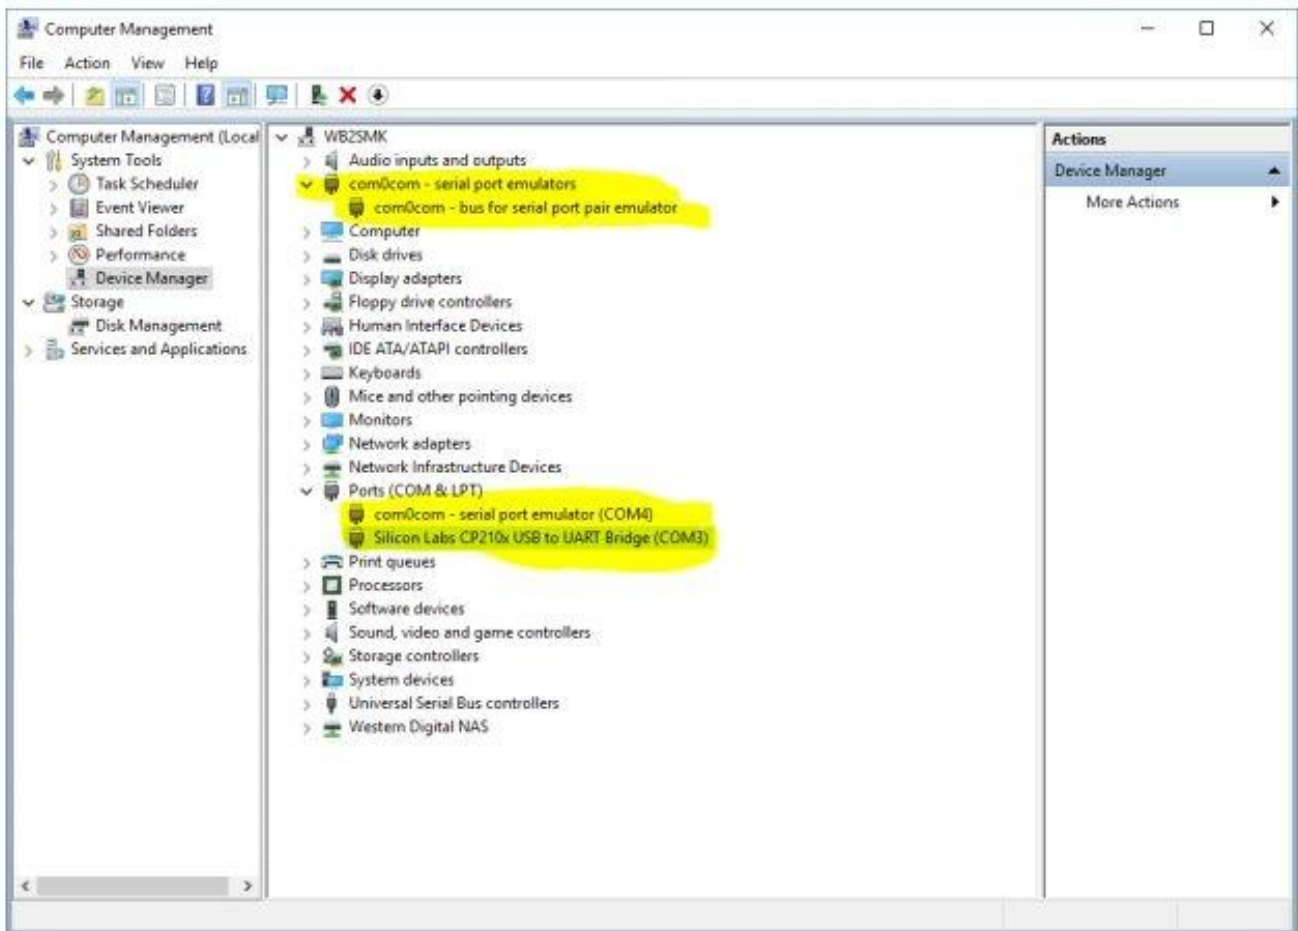 Computer Management
File Action View Help
Computer Management (Local
System Tools
Task Scheduler
Event Viewer
Shared Folders
Performance
Device Manager
Storage
Disk Management
Services and Applications
WB2SMK
Audio inputs and outputs
com0com - serial port emulators
com0com - bus for serial port pair emulator
Computer
Disk drives
Display adapters
Floppy drive controllers
Human Interface Devices
IDE ATA/ATAPI controllers
Keyboards
Mice and other pointing devices
Monitors
Network adapters
Network Infrastructure Devices
Ports (COM & LPT)
com0com - serial port emulator (COM4)
Silicon Labs CP210x USB to UART Bridge (COM3)
Print queues
Processors
Software devices
Sound, video and game controllers
Storage controllers
System devices
Universal Serial Bus controllers
Western Digital NAS
Actions
Device Manager
More Actions